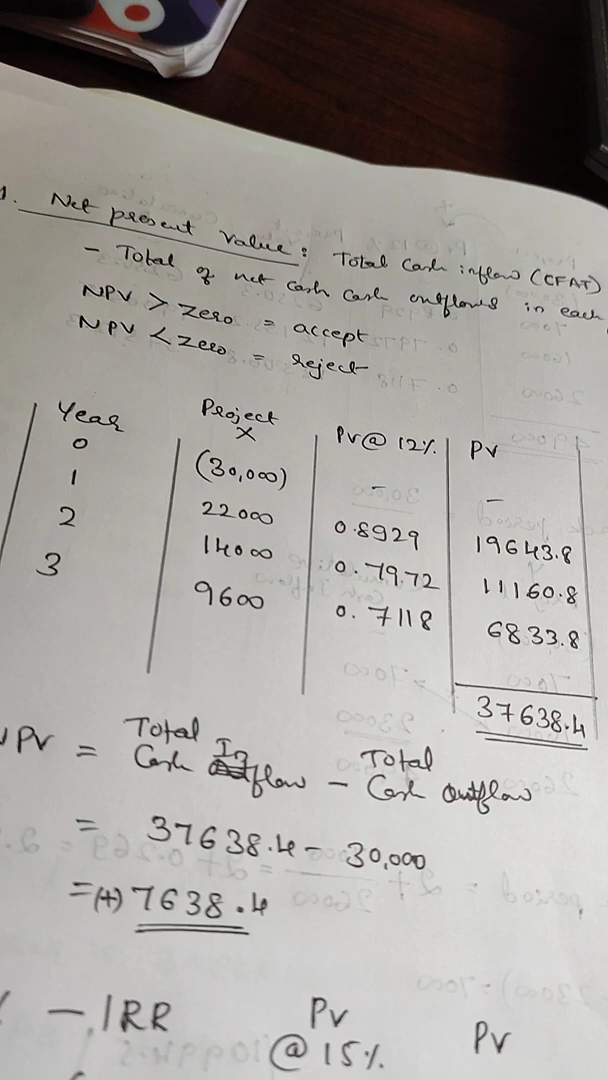 1. Net present value : Total Cash inflow (CFAT)
- Total of net cash cash outflows in each
NPV > Zero = accept
NPV < Zero = reject
Year Project X PV@ 12% PV
0 (30,000) - -
1 22000 0.8929 19643.8
2 14000 0.79.72 11160.8
3 9600 0.7118 6833.8
37638.4
NPV = Total Cash Inflow - Total Cash outflow
= 37638.4 - 30,000
= (+) 7638.4
- IRR PV @ 15% PV